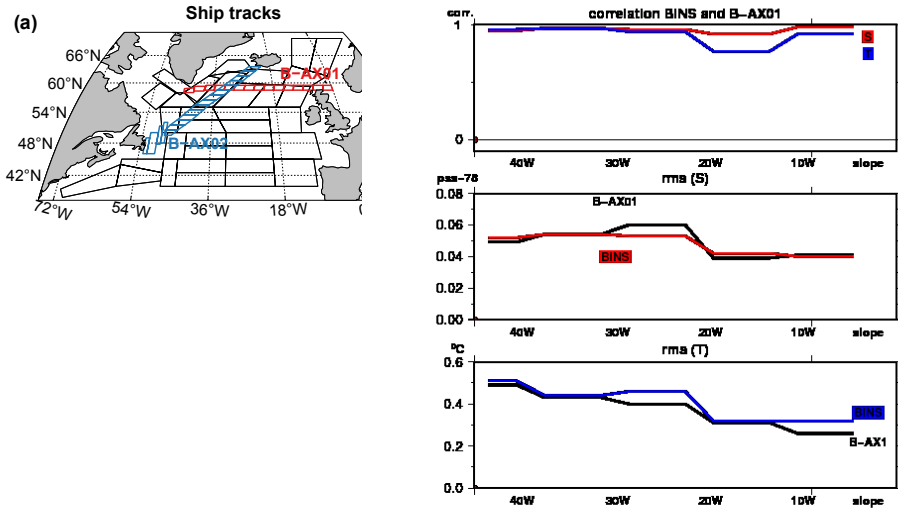 (a)
Ship tracks
66°N
60°N
54°N
48°N
42°N
72°W
54°W
36°W
18°W
0
B-AX01
B-AX02
corr.
correlation BINS and B-AX01
1
0
S
T
40W
30W
20W
10W
slope
pss-78
rms (S)
0.08
0.06
0.04
0.02
0.00
B-AX01
BINS
40W
30W
20W
10W
slope
°C
rms (T)
0.6
0.4
0.2
0.0
BINS
B-AX1
40W
30W
20W
10W
slope